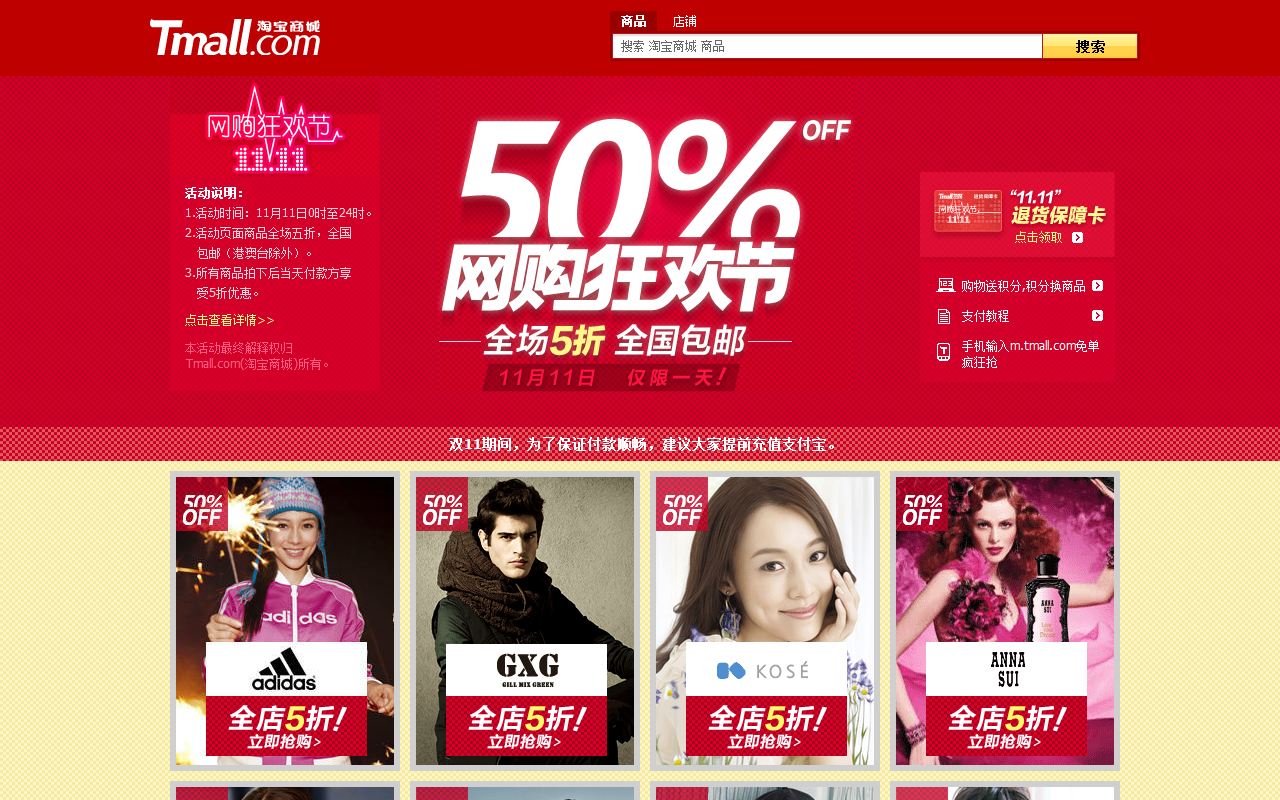 Tmall.com 淘宝商城
商品 店铺
搜索 淘宝商城 商品 搜索
网购狂欢节
11.11
活动说明：
1.活动时间：11月11日0时至24时。
2.活动页面商品全场五折，全国
包邮（港澳台除外）。
3.所有商品拍下后当天付款方享
受5折优惠。
点击查看详情>>
本活动最终解释权归
Tmall.com(淘宝商城)所有。
50% OFF
网购狂欢节
全场5折 全国包邮
11月11日 仅限一天！
“11.11”
退货保障卡
点击领取
购物送积分,积分换商品
支付教程
手机输入m.tmall.com免单
疯狂抢
双11期间，为了保证付款顺畅，建议大家提前充值支付宝。
50%
OFF
adidas
adidas
全店5折！
立即抢购>
50%
OFF
GXG
GILL MIX GREEN
全店5折！
立即抢购>
50%
OFF
KOSÉ
全店5折！
立即抢购>
50%
OFF
ANNA
SUI
ANNA
SUI
全店5折！
立即抢购>